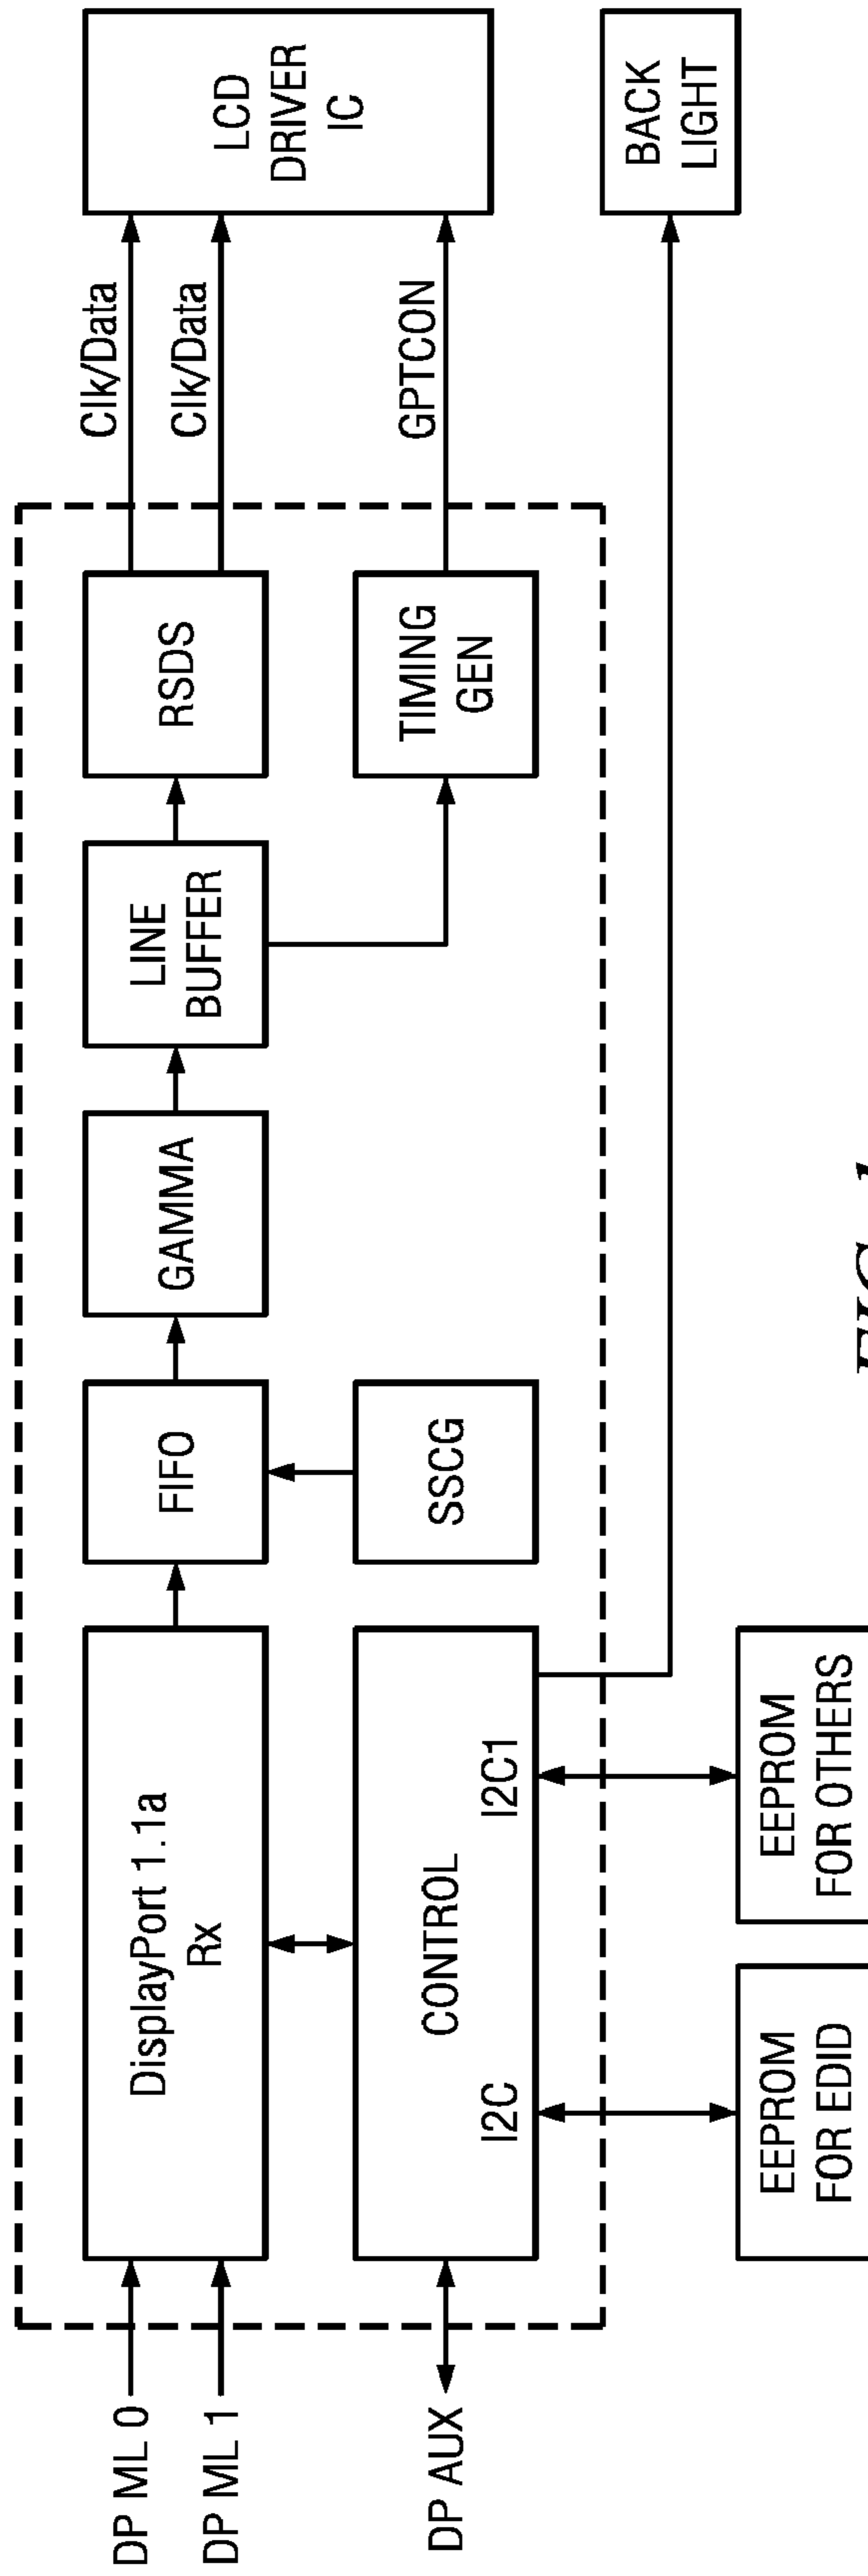 DP ML 0
DP ML 1
DP AUX
DisplayPort 1.1a
Rx
CONTROL
I2C
I2C1
EEPROM
FOR EDID
EEPROM
FOR OTHERS
FIFO
SSCG
GAMMA
LINE
BUFFER
RSDS
TIMING
GEN
Clk/Data
Clk/Data
GPTCON
LCD
DRIVER
IC
BACK
LIGHT